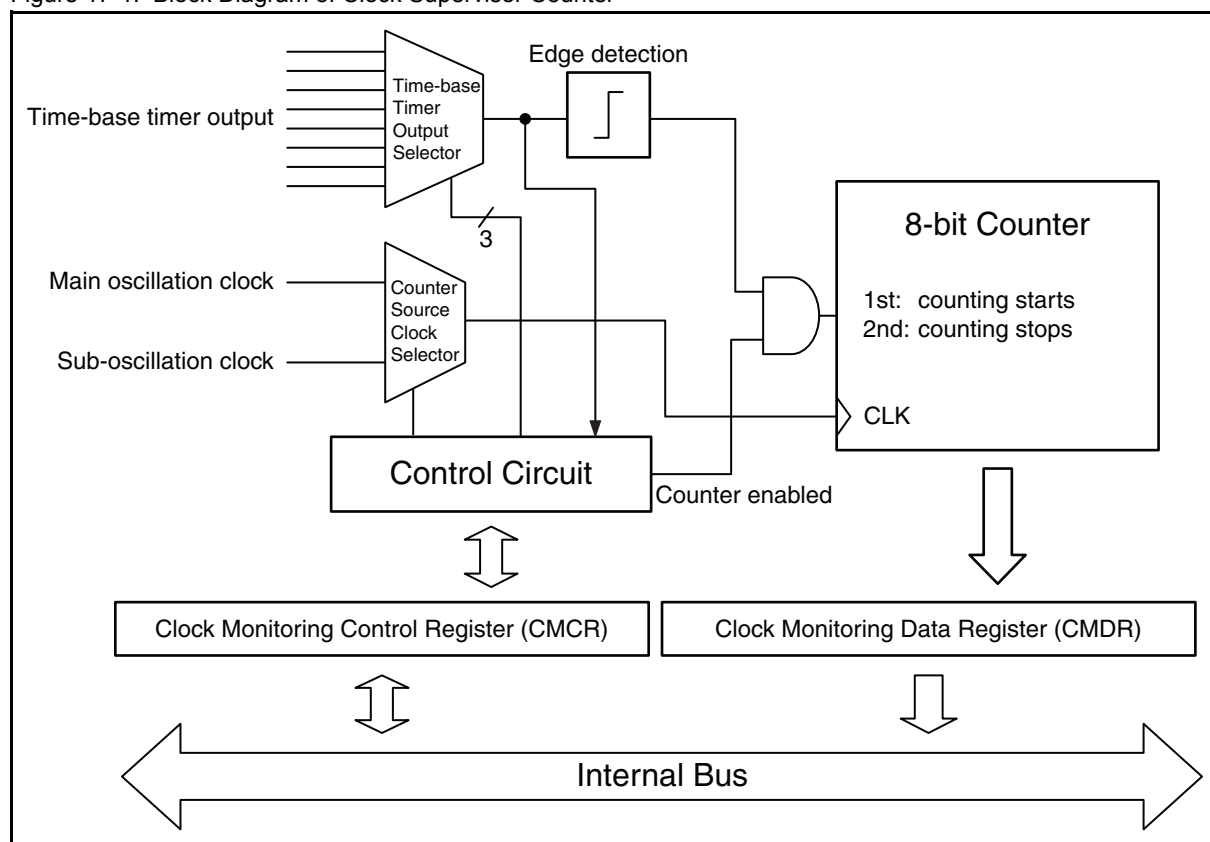 Block Diagram of Clock Supervisor Counter
Time-base timer output
Time-base
Timer
Output
Selector
Edge detection
3
Main oscillation clock
Sub-oscillation clock
Counter
Source
Clock
Selector
8-bit Counter
1st: counting starts
2nd: counting stops
CLK
Control Circuit
Counter enabled
Clock Monitoring Control Register (CMCR)
Clock Monitoring Data Register (CMDR)
Internal Bus